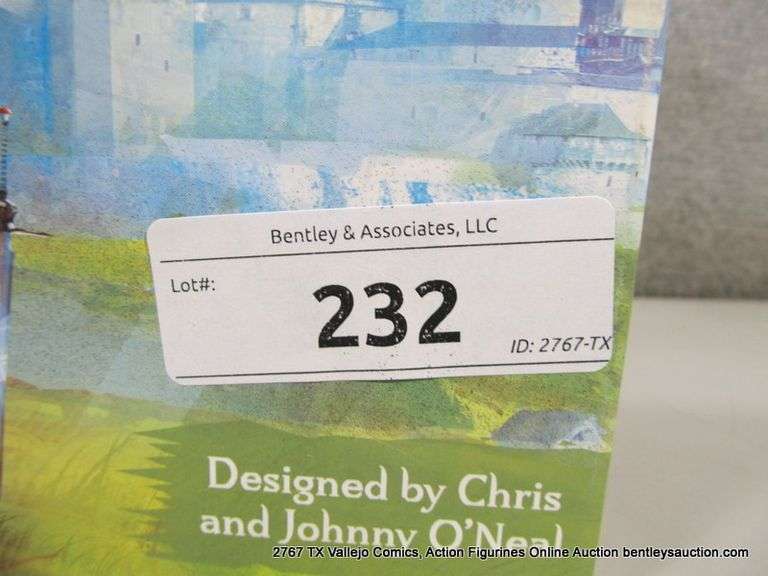 Bentley & Associates, LLC
Lot#:
232
ID: 2767-TX
Designed by Chris
and Johnny O'Neal
2767 TX Vallejo Comics, Action Figurines Online Auction bentleysauction.com